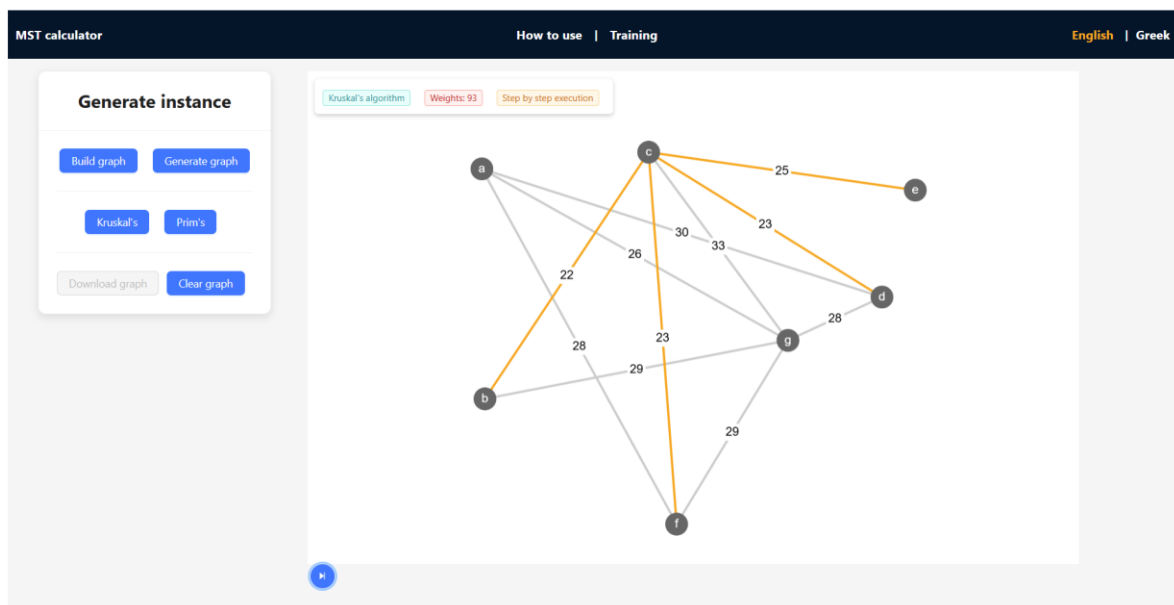 MST calculator How to use | Training English | Greek
Generate instance
Build graph Generate graph
Kruskal's Prim's
Download graph Clear graph
Kruskal's algorithm Weights: 93 Step by step execution
c
a
25
e
23
30
33
26
22
d
28
23
g
28
29
b
29
f